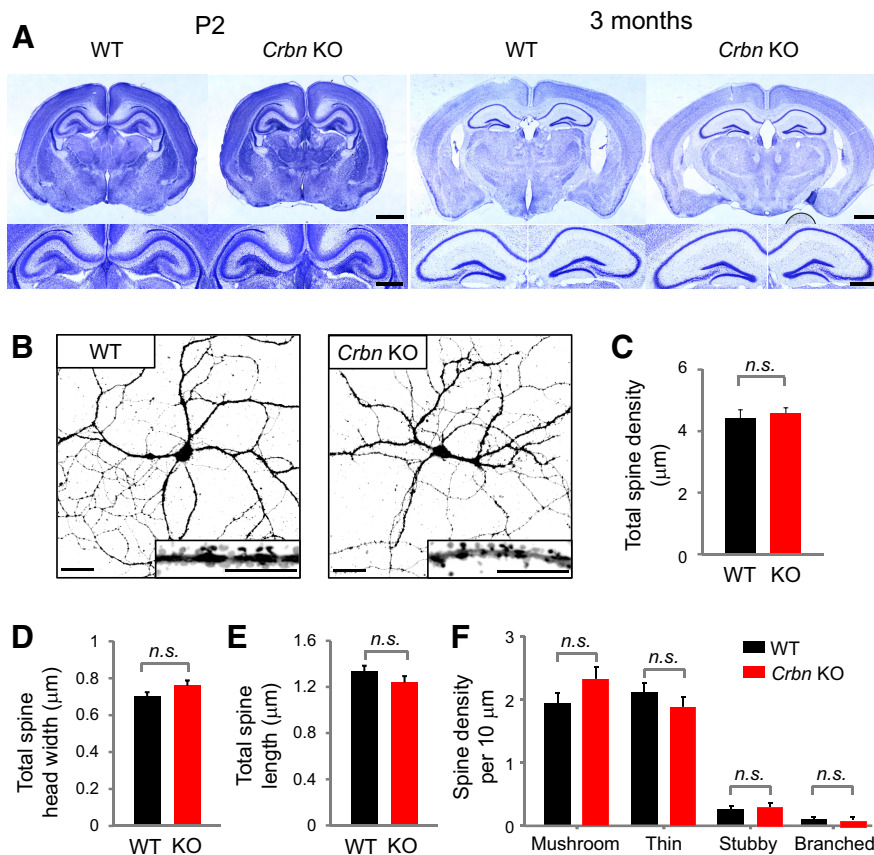 A
P2
3 months
WT
Crbn KO
WT
Crbn KO
B
WT
Crbn KO
C
Total spine density
(μm)
6
4
2
0
n.s.
WT KO
D
Total spine
head width (μm)
1
0.8
0.6
0.4
0.2
0
n.s.
WT KO
E
Total spine
length (μm)
1.6
1.2
0.8
0.4
0
n.s.
WT KO
F
Spine density
per 10 μm
3
2
1
0
n.s.
n.s.
n.s.
n.s.
WT
Crbn KO
Mushroom Thin Stubby Branched